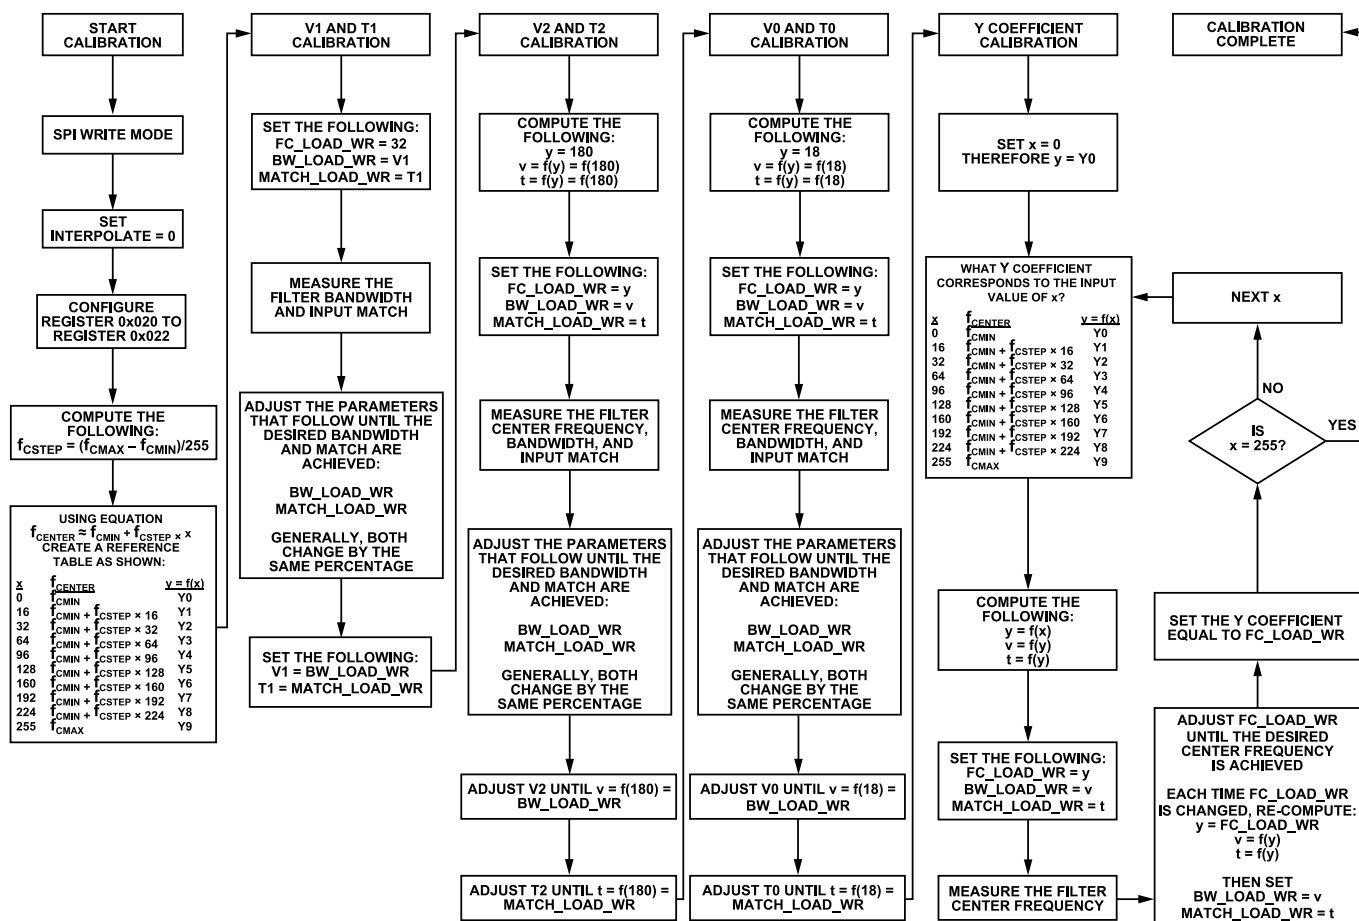 START
CALIBRATION
SPI WRITE MODE
SET
INTERPOLATE = 0
CONFIGURE
REGISTER 0x020 TO
REGISTER 0x022
COMPUTE THE
FOLLOWING:
fCSTEP = (fCMAX – fCMIN)/255
USING EQUATION
fCENTER ≈ fCMIN + fCSTEP × x
CREATE A REFERENCE
TABLE AS SHOWN:
x fCENTER y = f(x)
0 fCMIN Y0
16 fCMIN + fCSTEP × 16 Y1
32 fCMIN + fCSTEP × 32 Y2
64 fCMIN + fCSTEP × 64 Y3
96 fCMIN + fCSTEP × 96 Y4
128 fCMIN + fCSTEP × 128 Y5
160 fCMIN + fCSTEP × 160 Y6
192 fCMIN + fCSTEP × 192 Y7
224 fCMIN + fCSTEP × 224 Y8
255 fCMAX Y9
V1 AND T1
CALIBRATION
SET THE FOLLOWING:
FC_LOAD_WR = 32
BW_LOAD_WR = V1
MATCH_LOAD_WR = T1
MEASURE THE
FILTER BANDWIDTH
AND INPUT MATCH
ADJUST THE PARAMETERS
THAT FOLLOW UNTIL THE
DESIRED BANDWIDTH
AND MATCH ARE
ACHIEVED:
BW_LOAD_WR
MATCH_LOAD_WR
GENERALLY, BOTH
CHANGE BY THE
SAME PERCENTAGE
SET THE FOLLOWING:
V1 = BW_LOAD_WR
T1 = MATCH_LOAD_WR
V2 AND T2
CALIBRATION
COMPUTE THE
FOLLOWING:
y = 180
v = f(y) = f(180)
t = f(y) = f(180)
SET THE FOLLOWING:
FC_LOAD_WR = y
BW_LOAD_WR = v
MATCH_LOAD_WR = t
MEASURE THE FILTER
CENTER FREQUENCY,
BANDWIDTH, AND
INPUT MATCH
ADJUST THE PARAMETERS
THAT FOLLOW UNTIL THE
DESIRED BANDWIDTH
AND MATCH ARE
ACHIEVED:
BW_LOAD_WR
MATCH_LOAD_WR
GENERALLY, BOTH
CHANGE BY THE
SAME PERCENTAGE
ADJUST V2 UNTIL v = f(180) =
BW_LOAD_WR
ADJUST T2 UNTIL t = f(180) =
MATCH_LOAD_WR
V0 AND T0
CALIBRATION
COMPUTE THE
FOLLOWING:
y = 18
v = f(y) = f(18)
t = f(y) = f(18)
SET THE FOLLOWING:
FC_LOAD_WR = y
BW_LOAD_WR = v
MATCH_LOAD_WR = t
MEASURE THE FILTER
CENTER FREQUENCY,
BANDWIDTH, AND
INPUT MATCH
ADJUST THE PARAMETERS
THAT FOLLOW UNTIL THE
DESIRED BANDWIDTH
AND MATCH ARE
ACHIEVED:
BW_LOAD_WR
MATCH_LOAD_WR
GENERALLY, BOTH
CHANGE BY THE
SAME PERCENTAGE
ADJUST V0 UNTIL v = f(18) =
BW_LOAD_WR
ADJUST T0 UNTIL t = f(18) =
MATCH_LOAD_WR
Y COEFFICIENT
CALIBRATION
SET x = 0
THEREFORE y = Y0
WHAT Y COEFFICIENT
CORRESPONDS TO THE INPUT
VALUE OF x?
x fCENTER y = f(x)
0 fCMIN Y0
16 fCMIN + fCSTEP × 16 Y1
32 fCMIN + fCSTEP × 32 Y2
64 fCMIN + fCSTEP × 64 Y3
96 fCMIN + fCSTEP × 96 Y4
128 fCMIN + fCSTEP × 128 Y5
160 fCMIN + fCSTEP × 160 Y6
192 fCMIN + fCSTEP × 192 Y7
224 fCMIN + fCSTEP × 224 Y8
255 fCMAX Y9
COMPUTE THE
FOLLOWING:
y = f(x)
v = f(y)
t = f(y)
SET THE FOLLOWING:
FC_LOAD_WR = y
BW_LOAD_WR = v
MATCH_LOAD_WR = t
MEASURE THE FILTER
CENTER FREQUENCY
CALIBRATION
COMPLETE
NEXT x
NO
IS
x = 255?
YES
SET THE Y COEFFICIENT
EQUAL TO FC_LOAD_WR
ADJUST FC_LOAD_WR
UNTIL THE DESIRED
CENTER FREQUENCY
IS ACHIEVED
EACH TIME FC_LOAD_WR
IS CHANGED, RE-COMPUTE:
y = FC_LOAD_WR
v = f(y)
t = f(y)
THEN SET
BW_LOAD_WR = v
MATCH_LOAD_WR = t